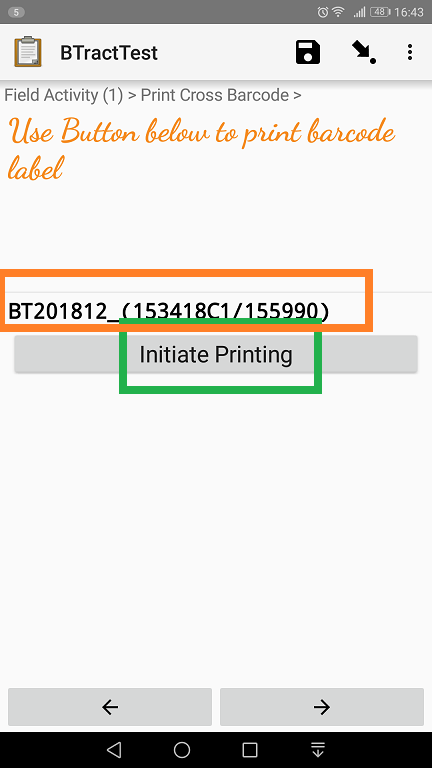 5
48 16:43
BTractTest
Field Activity (1) > Print Cross Barcode >
Use Button below to print barcode
label
BT201812_(153418C1/155990)
Initiate Printing